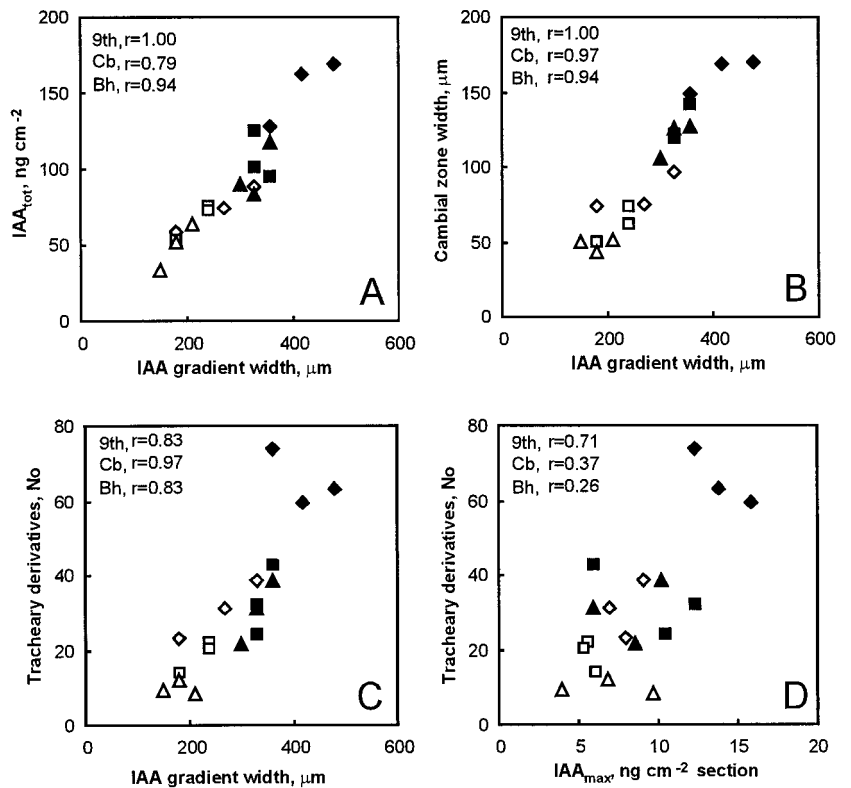 200
150
100
50
0
IAAtot, ng cm-2
9th, r=1.00
Cb, r=0.79
Bh, r=0.94
A
0 200 400 600
IAA gradient width, µm
200
150
100
50
0
Cambial zone width, µm
9th, r=1.00
Cb, r=0.97
Bh, r=0.94
B
0 200 400 600
IAA gradient width, µm
80
60
40
20
0
Tracheary derivatives, No
9th, r=0.83
Cb, r=0.97
Bh, r=0.83
C
0 200 400 600
IAA gradient width, µm
80
60
40
20
0
Tracheary derivatives, No
9th, r=0.71
Cb, r=0.37
Bh, r=0.26
D
0 5 10 15 20
IAAmax, ng cm-2 section